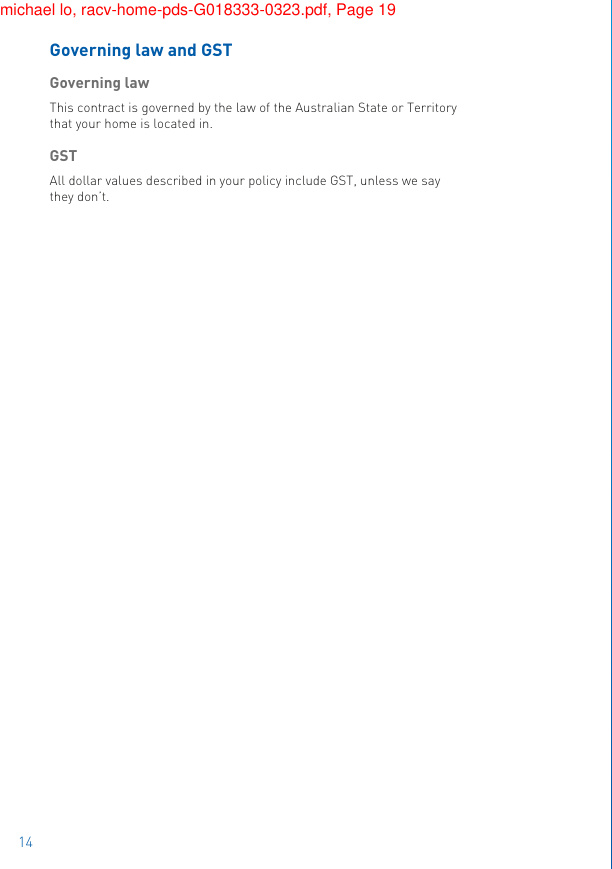 michael lo, racv-home-pds-G018333-0323.pdf, Page 19
Governing law and GST
Governing law
This contract is governed by the law of the Australian State or Territory
that your home is located in.
GST
All dollar values described in your policy include GST, unless we say
they don't.
14